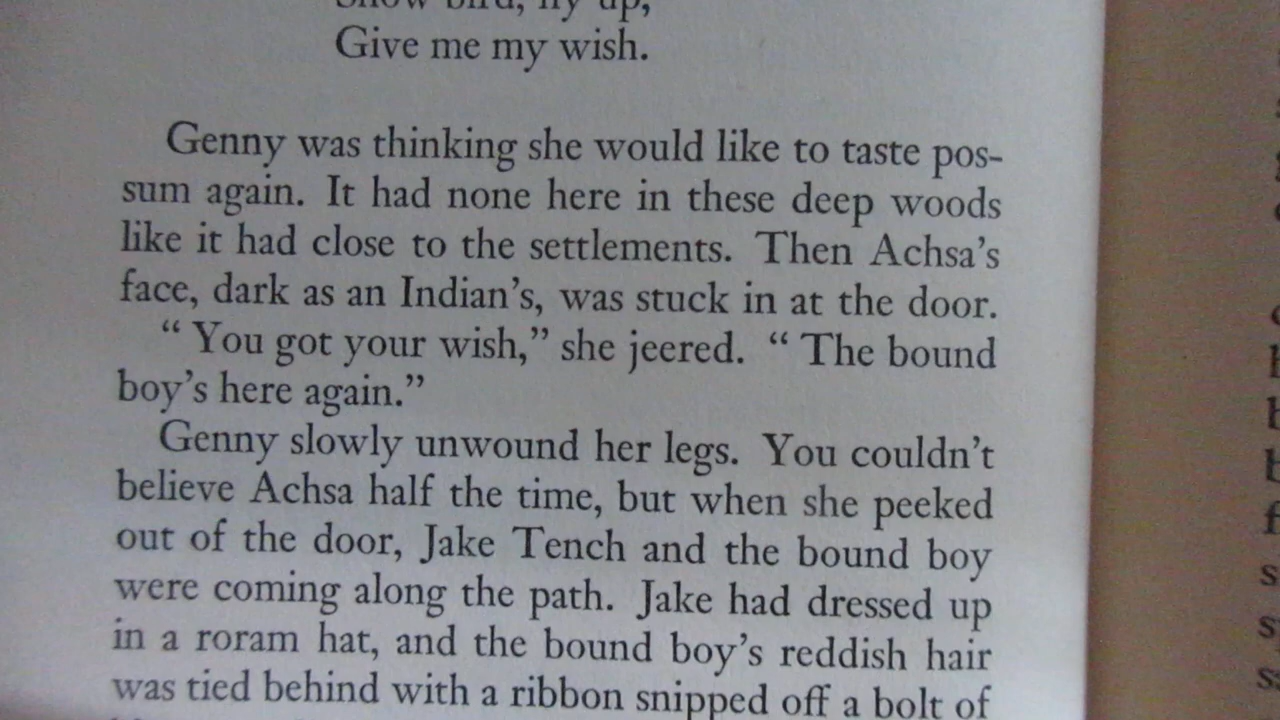 Snow bird, fly up,
Give me my wish.
Genny was thinking she would like to taste pos-
sum again. It had none here in these deep woods
like it had close to the settlements. Then Achsa's
face, dark as an Indian's, was stuck in at the door.
“ You got your wish,” she jeered. “ The bound
boy's here again.”
Genny slowly unwound her legs. You couldn't
believe Achsa half the time, but when she peeked
out of the door, Jake Tench and the bound boy
were coming along the path. Jake had dressed up
in a roram hat, and the bound boy's reddish hair
was tied behind with a ribbon snipped off a bolt of